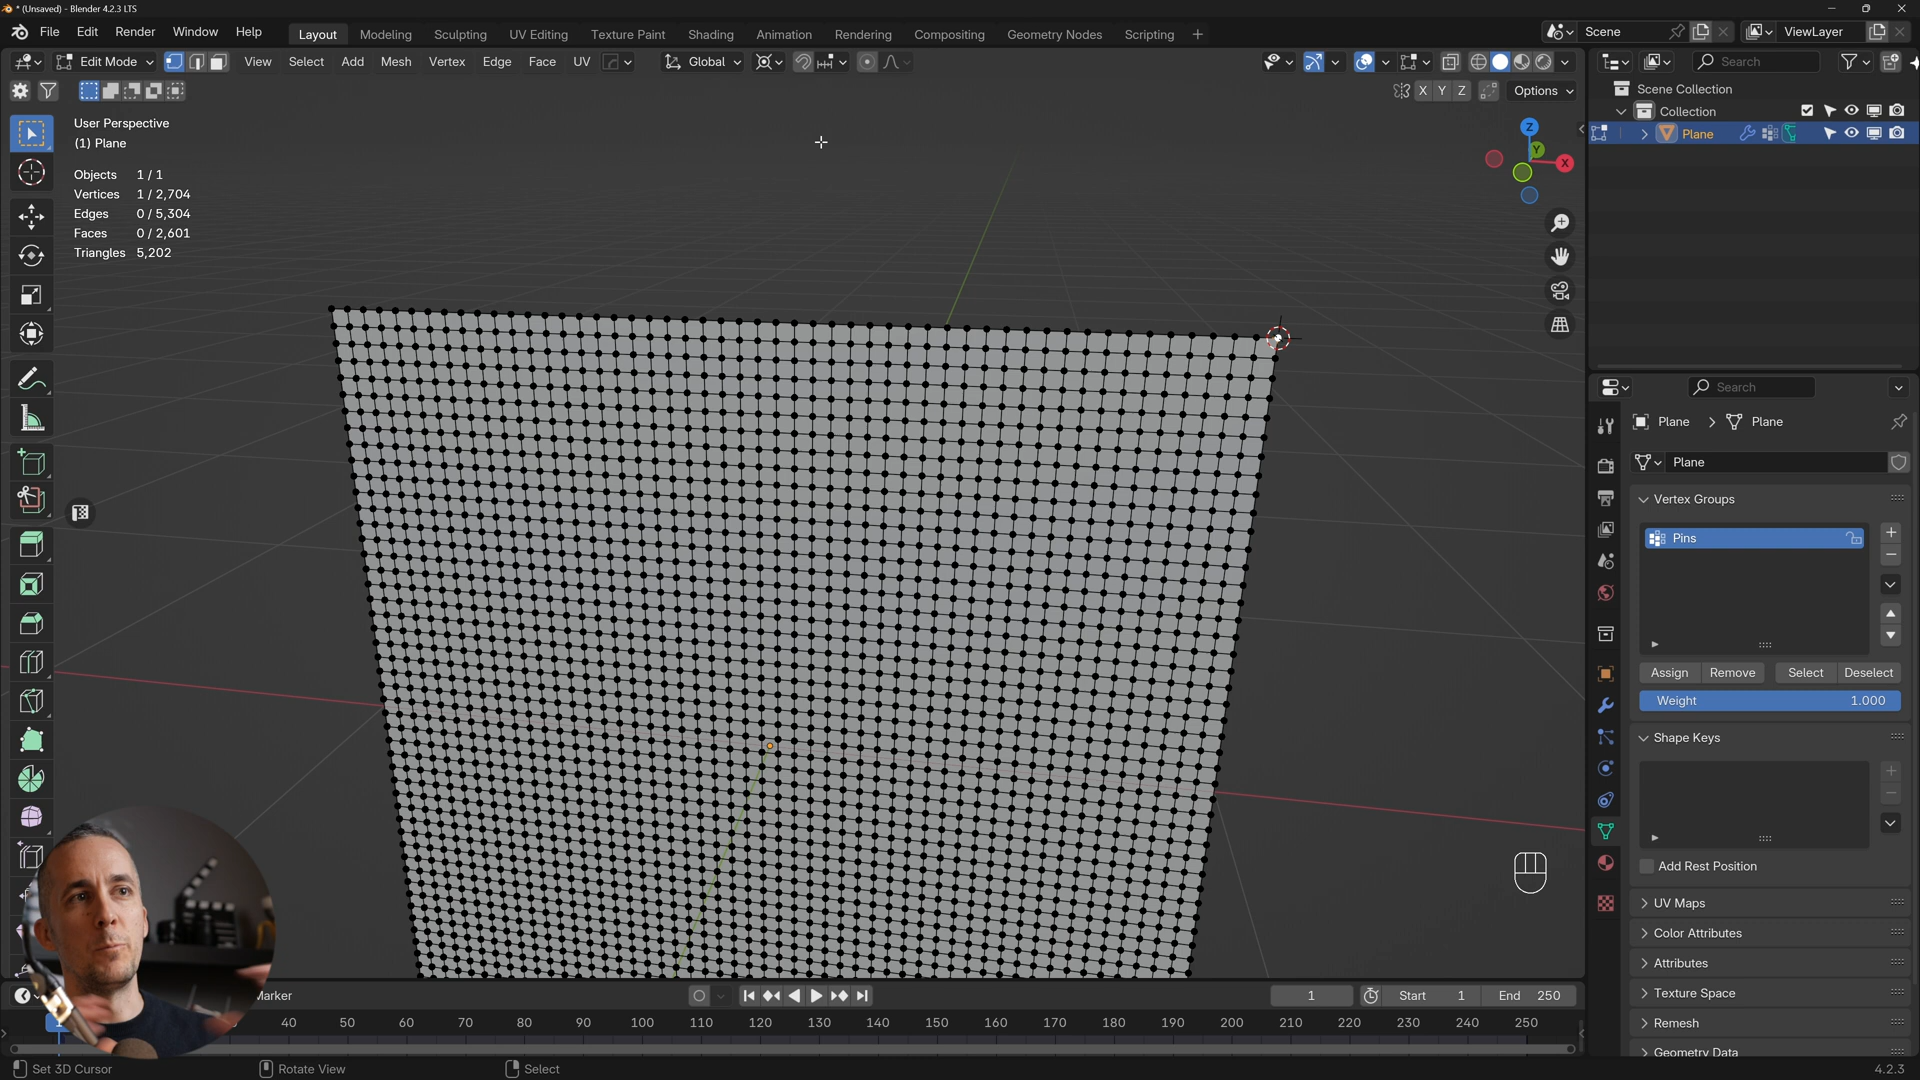 * (Unsaved) - Blender 4.2.3 LTS
File Edit Render Window Help Layout Modeling Sculpting UV Editing Texture Paint Shading Animation Rendering Compositing Geometry Nodes Scripting + Scene ViewLayer
Edit Mode View Select Add Mesh Vertex Edge Face UV Global Search
X Y Z Options
Scene Collection
Collection
Plane
User Perspective
(1) Plane
Objects 1 / 1
Vertices 1 / 2,704
Edges 0 / 5,304
Faces 0 / 2,601
Triangles 5,202
Z
Y
X
Search
Plane > Plane
Plane
Vertex Groups
Pins
Assign Remove Select Deselect
Weight 1.000
Shape Keys
Add Rest Position
UV Maps
Color Attributes
Attributes
Texture Space
Remesh
Geometry Data
Marker 1 Start 1 End 250
1 40 50 60 70 80 90 100 110 120 130 140 150 160 170 180 190 200 210 220 230 240 250
Set 3D Cursor Rotate View Select 4.2.3